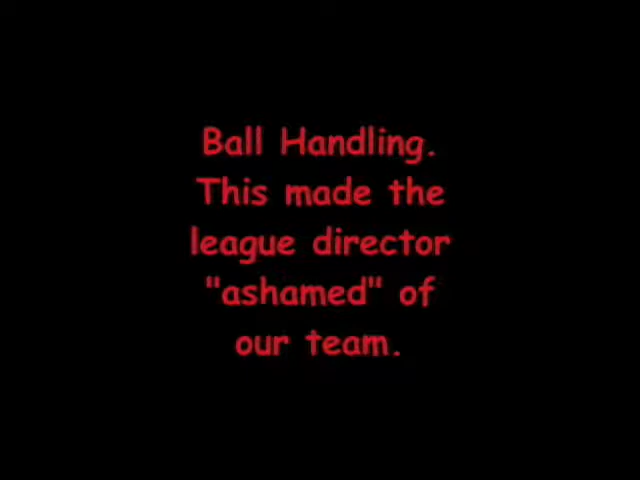 Ball Handling.
This made the
league director
"ashamed" of
our team.